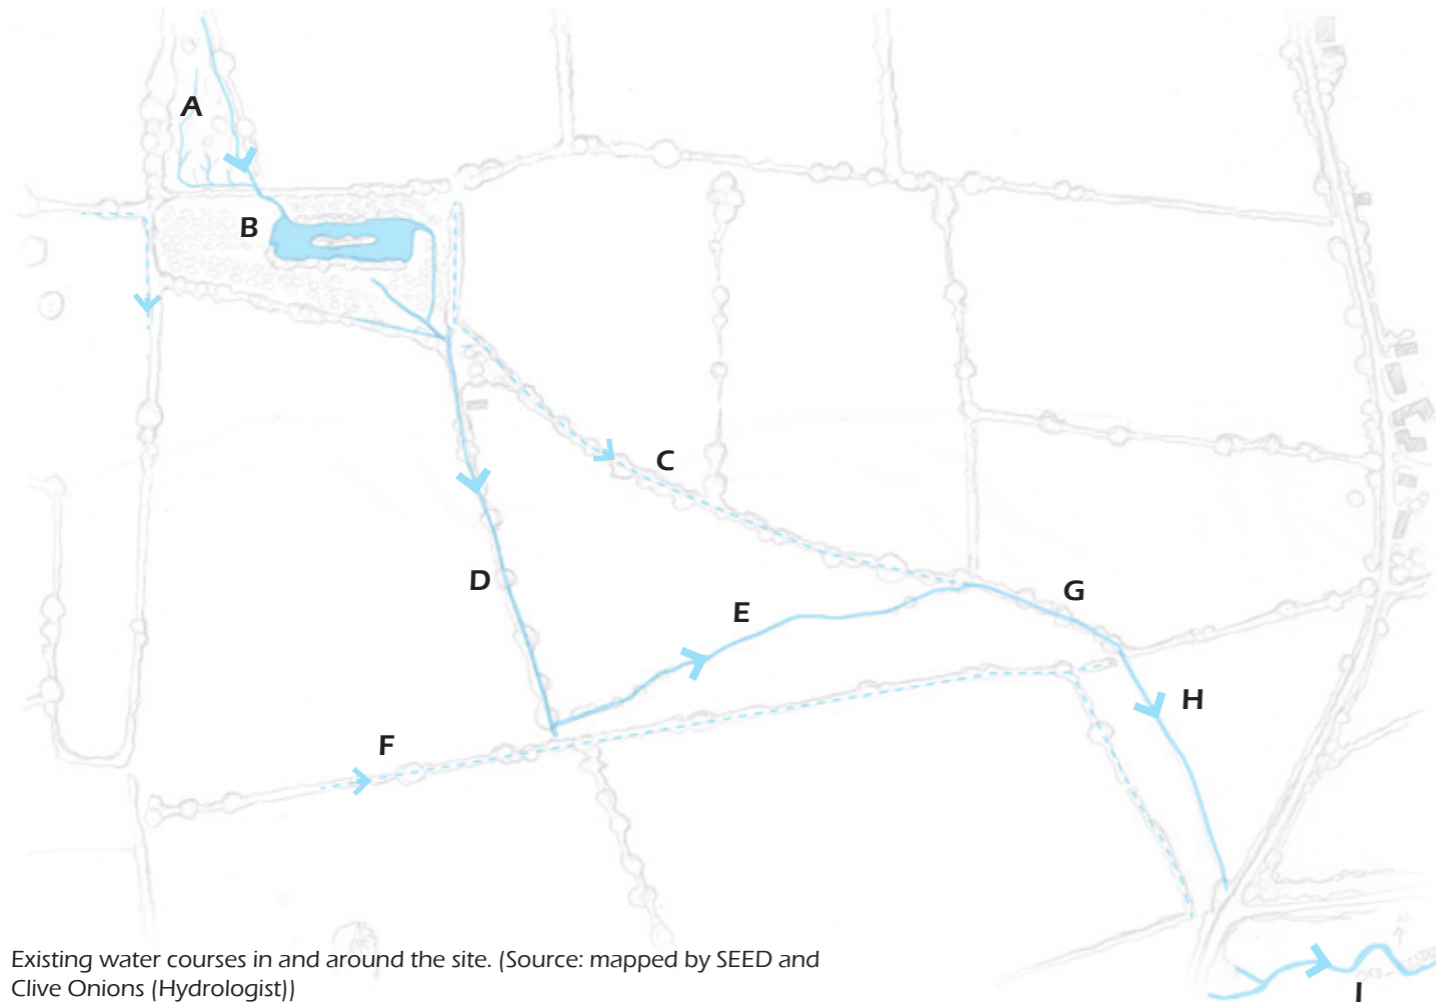 A
B
C
D
E
F
G
H
I
Existing water courses in and around the site. (Source: mapped by SEED and
Clive Onions (Hydrologist))